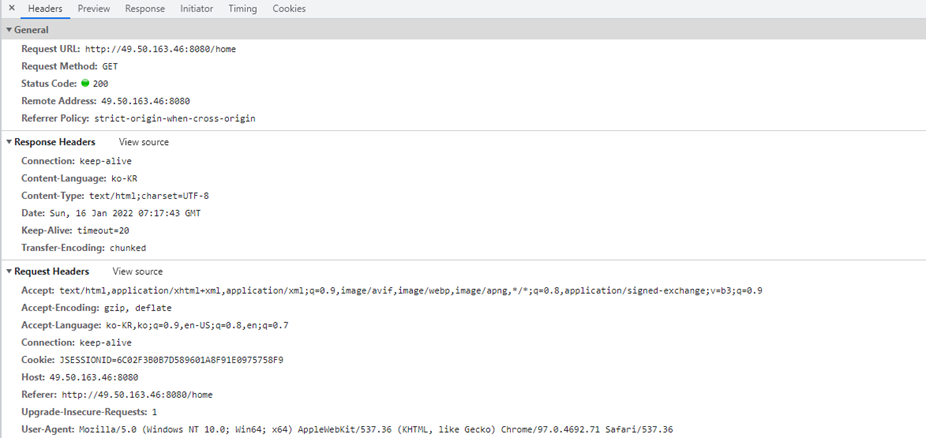 × Headers Preview Response Initiator Timing Cookies
▼ General
Request URL: http://49.50.163.46:8080/home
Request Method: GET
Status Code: 200
Remote Address: 49.50.163.46:8080
Referrer Policy: strict-origin-when-cross-origin
▼ Response Headers View source
Connection: keep-alive
Content-Language: ko-KR
Content-Type: text/html;charset=UTF-8
Date: Sun, 16 Jan 2022 07:17:43 GMT
Keep-Alive: timeout=20
Transfer-Encoding: chunked
▼ Request Headers View source
Accept: text/html,application/xhtml+xml,application/xml;q=0.9,image/avif,image/webp,image/apng,*/*;q=0.8,application/signed-exchange;v=b3;q=0.9
Accept-Encoding: gzip, deflate
Accept-Language: ko-KR,ko;q=0.9,en-US;q=0.8,en;q=0.7
Connection: keep-alive
Cookie: JSESSIONID=6C02F3B0B7D589601A8F91E0975758F9
Host: 49.50.163.46:8080
Referer: http://49.50.163.46:8080/home
Upgrade-Insecure-Requests: 1
User-Agent: Mozilla/5.0 (Windows NT 10.0; Win64; x64) AppleWebKit/537.36 (KHTML, like Gecko) Chrome/97.0.4692.71 Safari/537.36